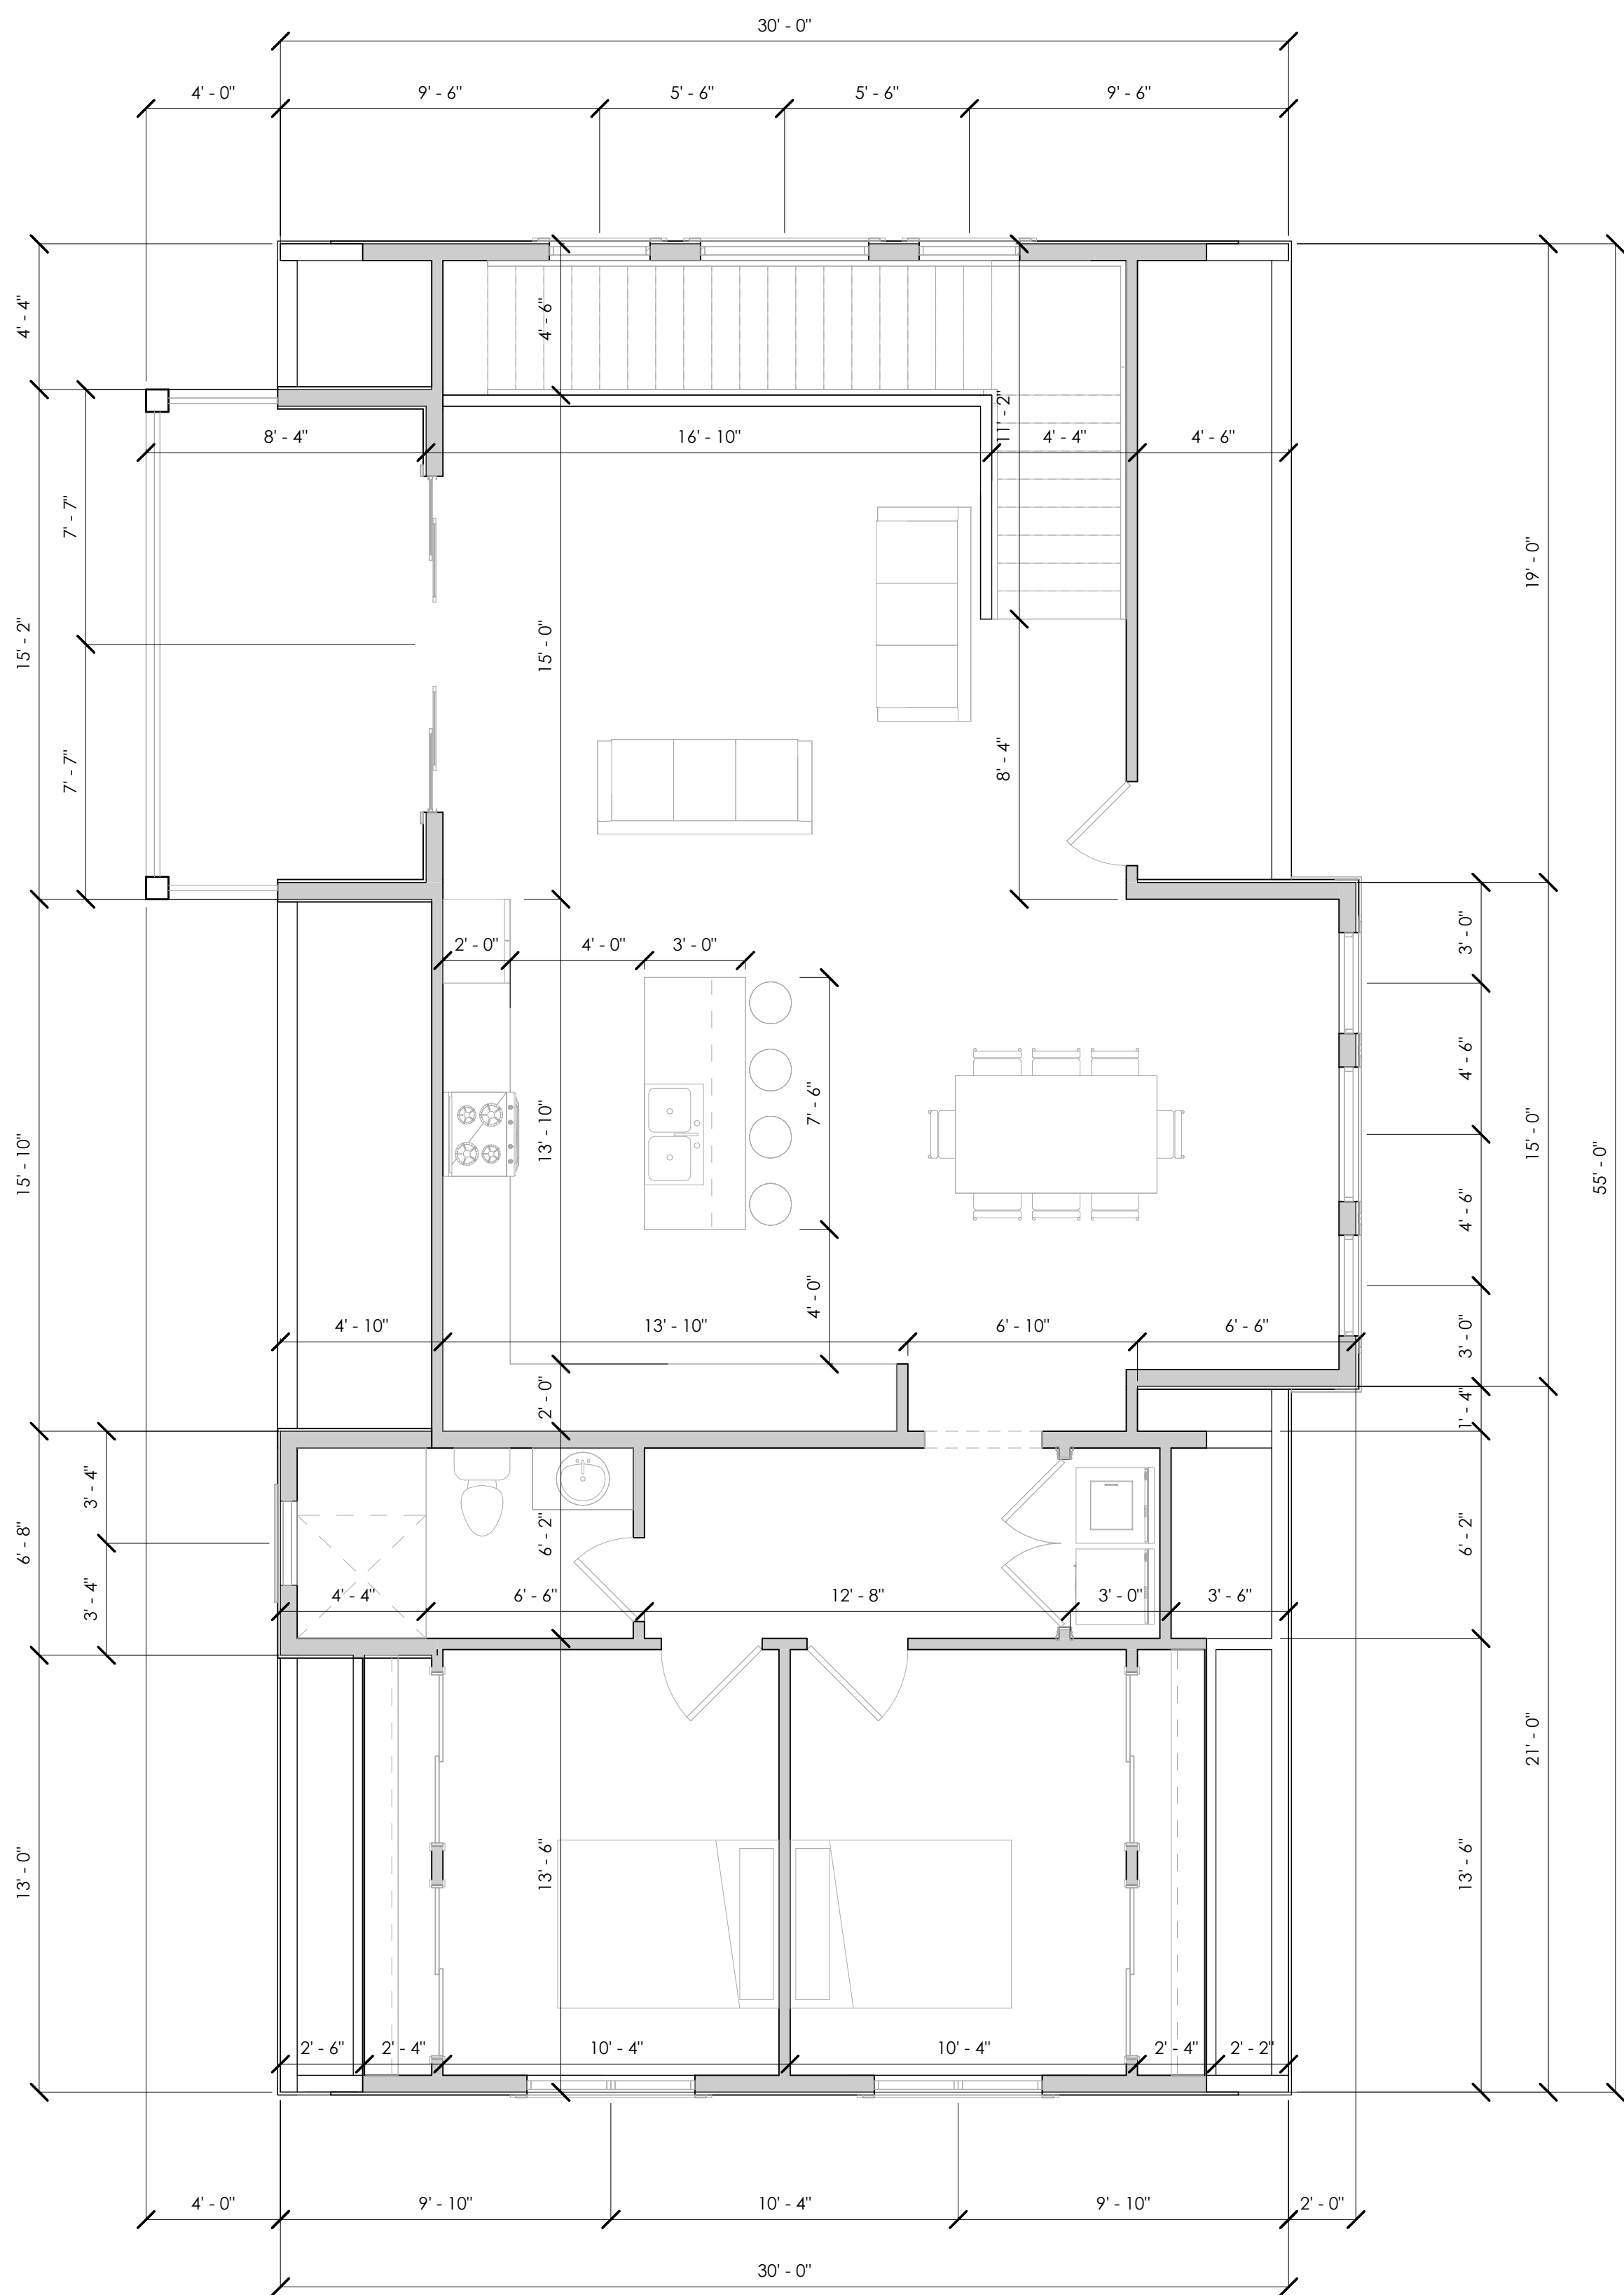 30' - 0"
4' - 0"
9' - 6"
5' - 6"
5' - 6"
9' - 6"
4' - 4"
4' - 6"
11' - 2"
8' - 4"
16' - 10"
4' - 4"
4' - 6"
7' - 7"
19' - 0"
15' - 2"
15' - 0"
7' - 7"
8' - 4"
2' - 0"
4' - 0"
3' - 0"
3' - 0"
4' - 6"
7' - 6"
13' - 10"
15' - 10"
15' - 0"
55' - 0"
4' - 6"
4' - 0"
4' - 10"
13' - 10"
6' - 10"
6' - 6"
3' - 0"
2' - 0"
1' - 4"
3' - 4"
6' - 8"
6' - 2"
6' - 2"
3' - 4"
4' - 4"
6' - 6"
12' - 8"
3' - 0"
3' - 6"
21' - 0"
13' - 0"
13' - 6"
13' - 6"
2' - 6"
2' - 4"
10' - 4"
10' - 4"
2' - 4"
2' - 2"
4' - 0"
9' - 10"
10' - 4"
9' - 10"
2' - 0"
30' - 0"